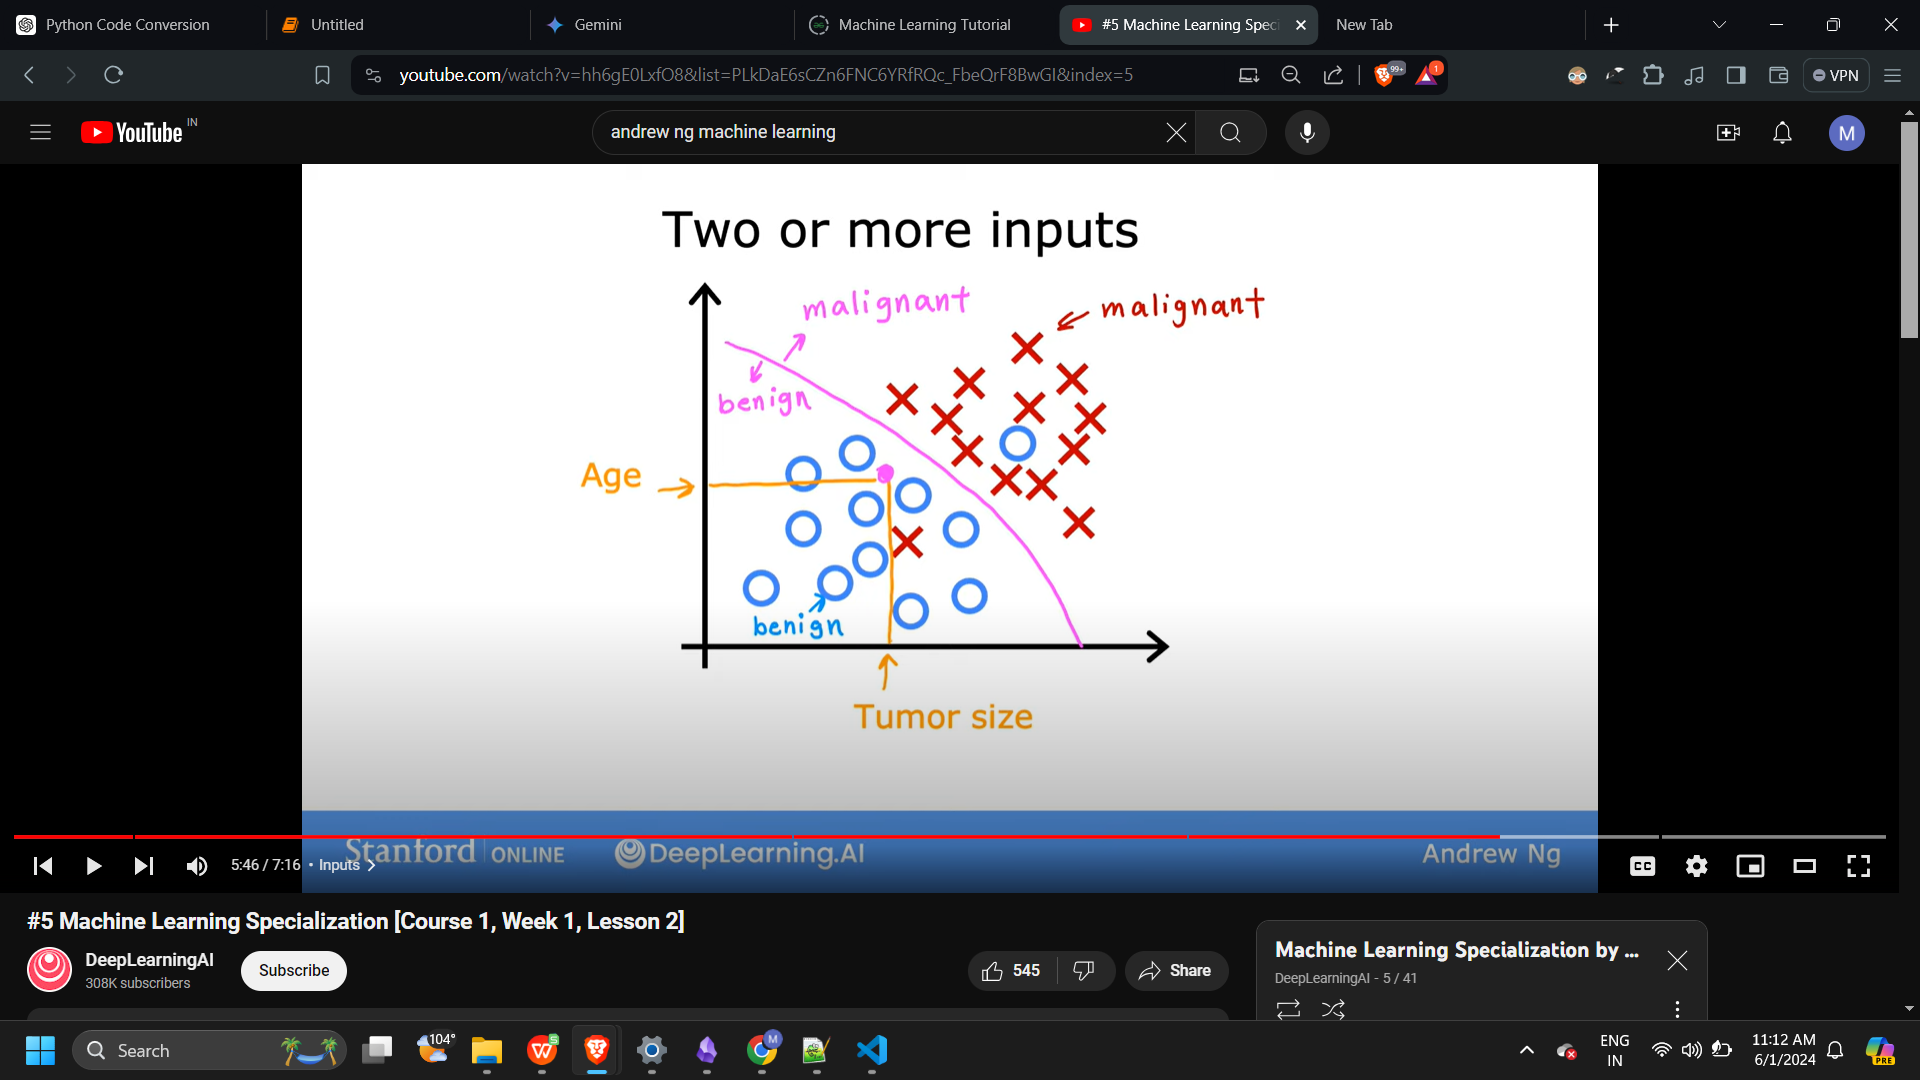 Python Code Conversion
Untitled
Gemini
Machine Learning Tutorial
#5 Machine Learning Speci
New Tab
youtube.com/watch?v=hh6gE0LxfO8&list=PLkDaE6sCZn6FNC6YRfRQc_FbeQrF8BwGI&index=5
99+
1
VPN
YouTube IN
andrew ng machine learning
M
Two or more inputs
malignant
malignant
benign
Age
benign
Tumor size
Stanford ONLINE
DeepLearning.AI
Andrew Ng
5:46 / 7:16 • Inputs
CC
#5 Machine Learning Specialization [Course 1, Week 1, Lesson 2]
DeepLearningAI
308K subscribers
Subscribe
545
Share
Machine Learning Specialization by ...
DeepLearningAI - 5 / 41
Search
104°
W
S
M
ENG
IN
11:12 AM
6/1/2024
PRE